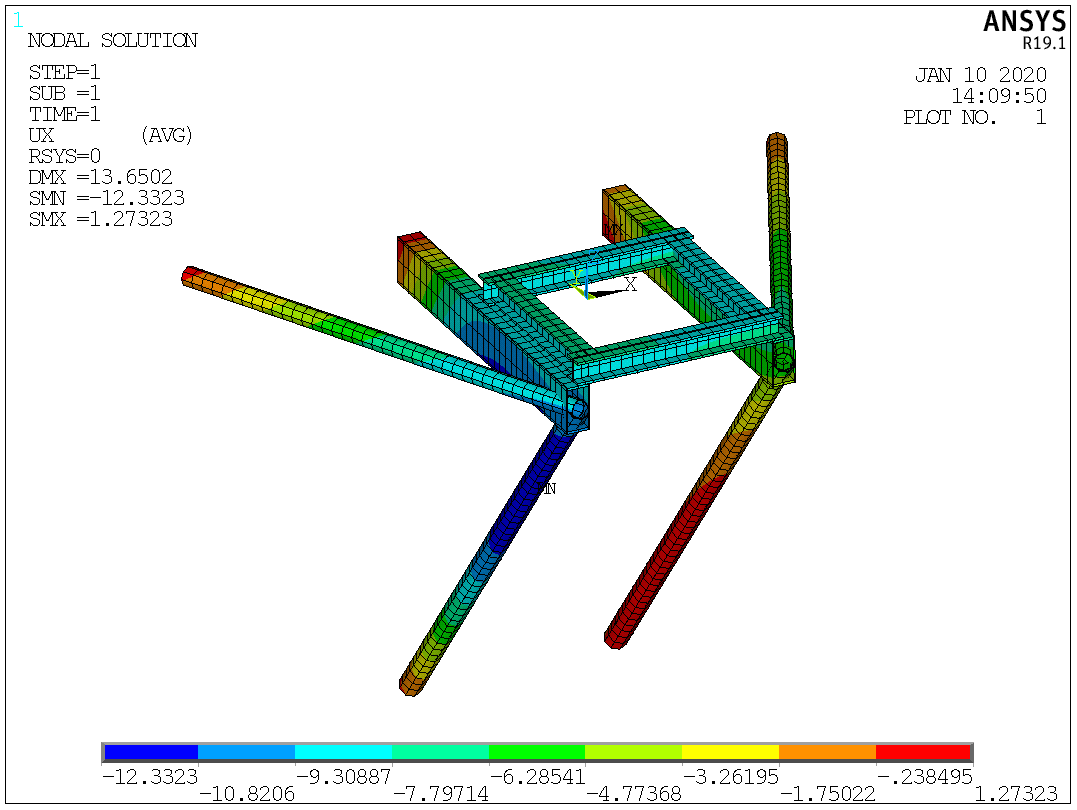 1
ANSYS
R19.1
NODAL SOLUTION
STEP=1
SUB =1
TIME=1
UX (AVG)
RSYS=0
DMX =13.6502
SMN =-12.3323
SMX =1.27323
JAN 10 2020
14:09:50
PLOT NO. 1
X
-12.3323 -9.30887 -6.28541 -3.26195 -.238495
-10.8206 -7.79714 -4.77368 -1.75022 1.27323